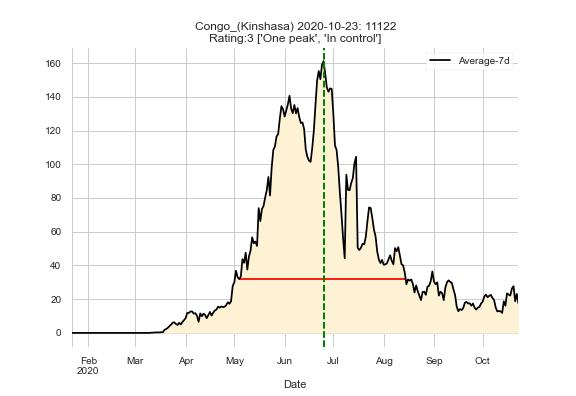 Congo_(Kinshasa) 2020-10-23: 11122
Rating:3 ['One peak', 'In control']
Average-7d
160
140
120
100
80
60
40
20
0
Feb Mar Apr May Jun Jul Aug Sep Oct
2020
Date